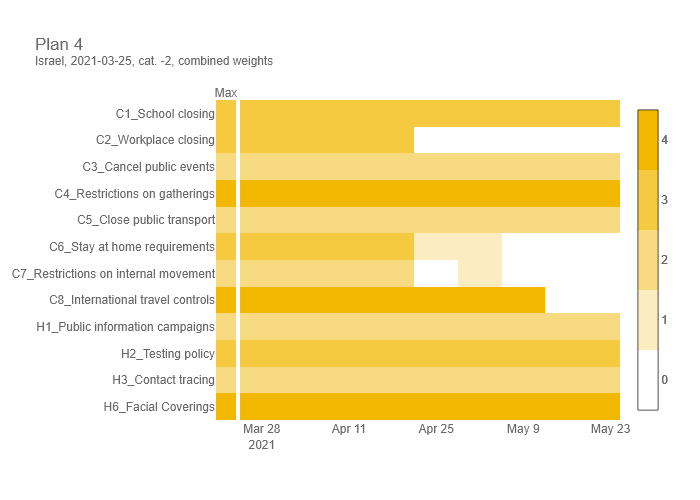 Plan 4
Israel, 2021-03-25, cat. -2, combined weights
Max
C1_School closing
C2_Workplace closing
C3_Cancel public events
C4_Restrictions on gatherings
C5_Close public transport
C6_Stay at home requirements
C7_Restrictions on internal movement
C8_International travel controls
H1_Public information campaigns
H2_Testing policy
H3_Contact tracing
H6_Facial Coverings
Mar 28 Apr 11 Apr 25 May 9 May 23
2021
4
3
2
1
0